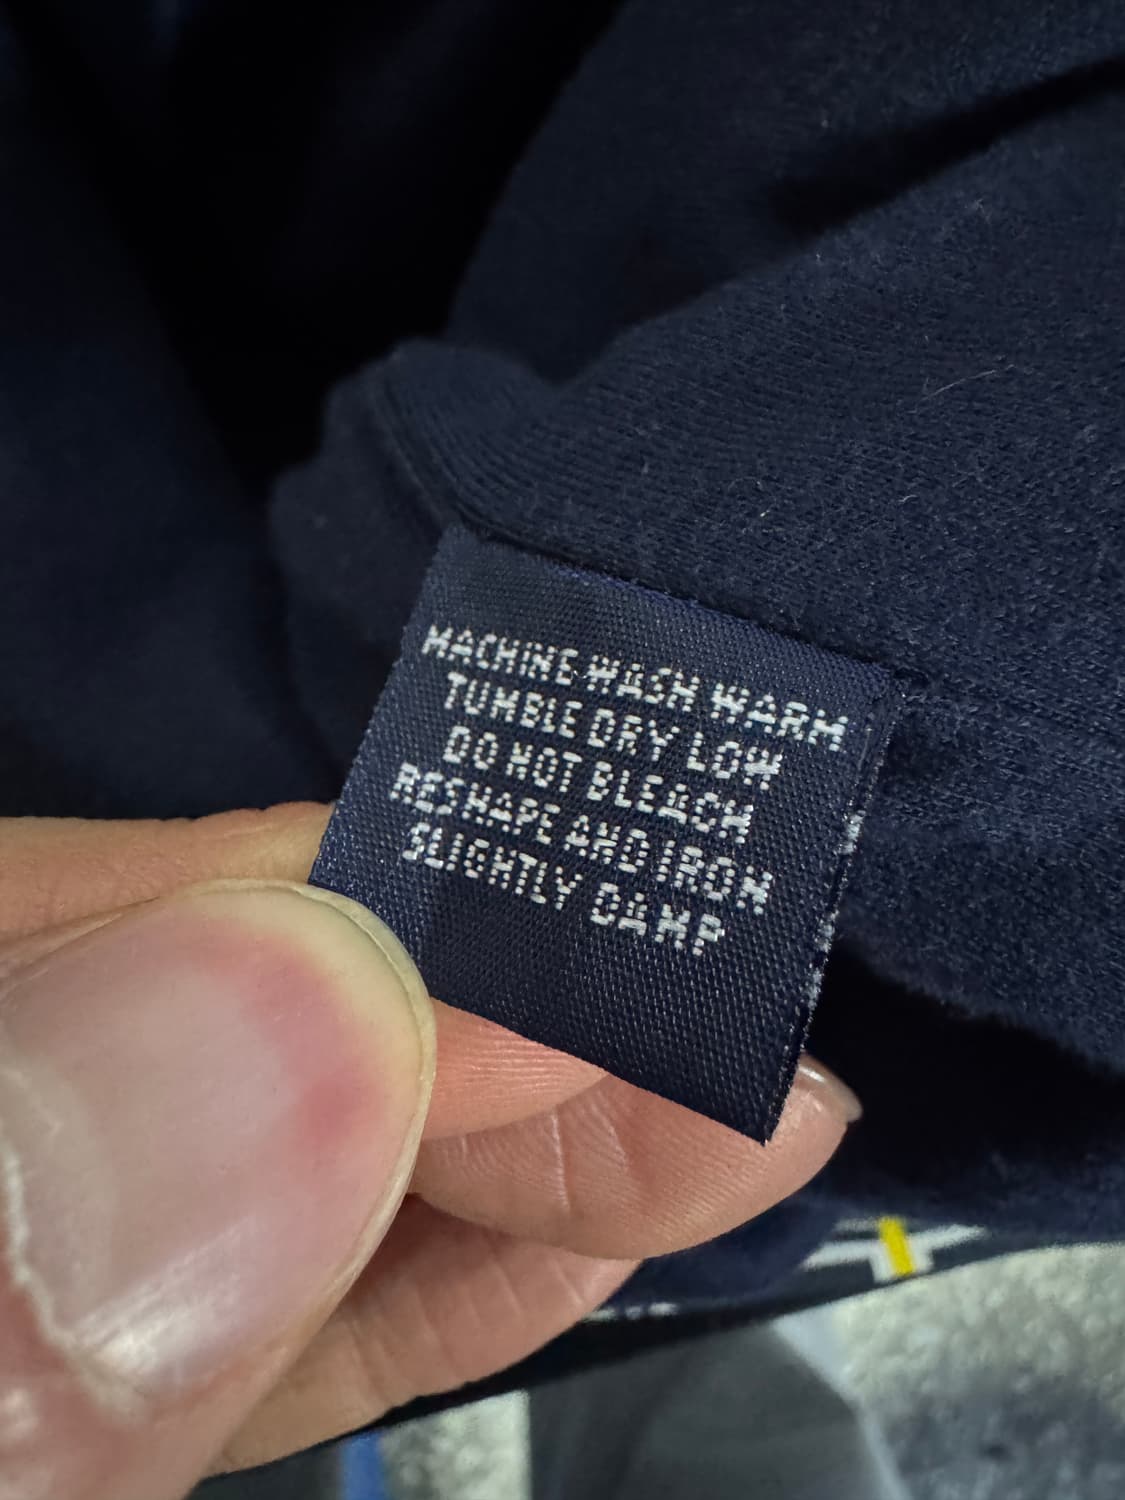 MACHINE WASH WARM
TUMBLE DRY LOW
DO NOT BLEACH
RESHAPE AND IRON
SLIGHTLY DAMP